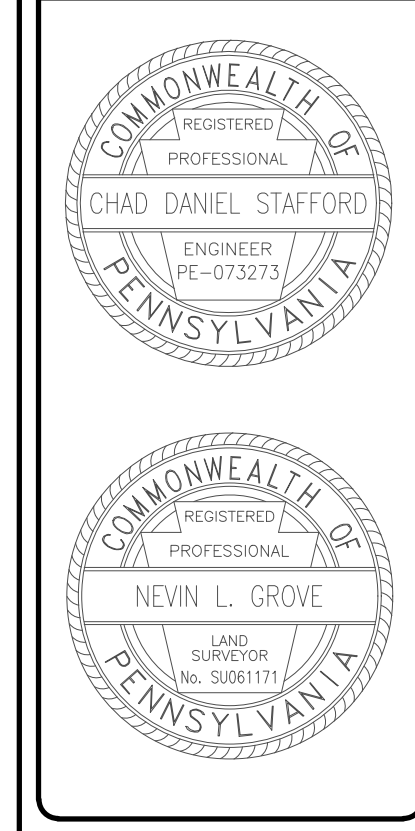 COMMONWEALTH OF
REGISTERED
PROFESSIONAL
CHAD DANIEL STAFFORD
ENGINEER
PE-073273
PENNSYLVANIA
COMMONWEALTH OF
REGISTERED
PROFESSIONAL
NEVIN L. GROVE
LAND
SURVEYOR
No. SU061171
PENNSYLVANIA